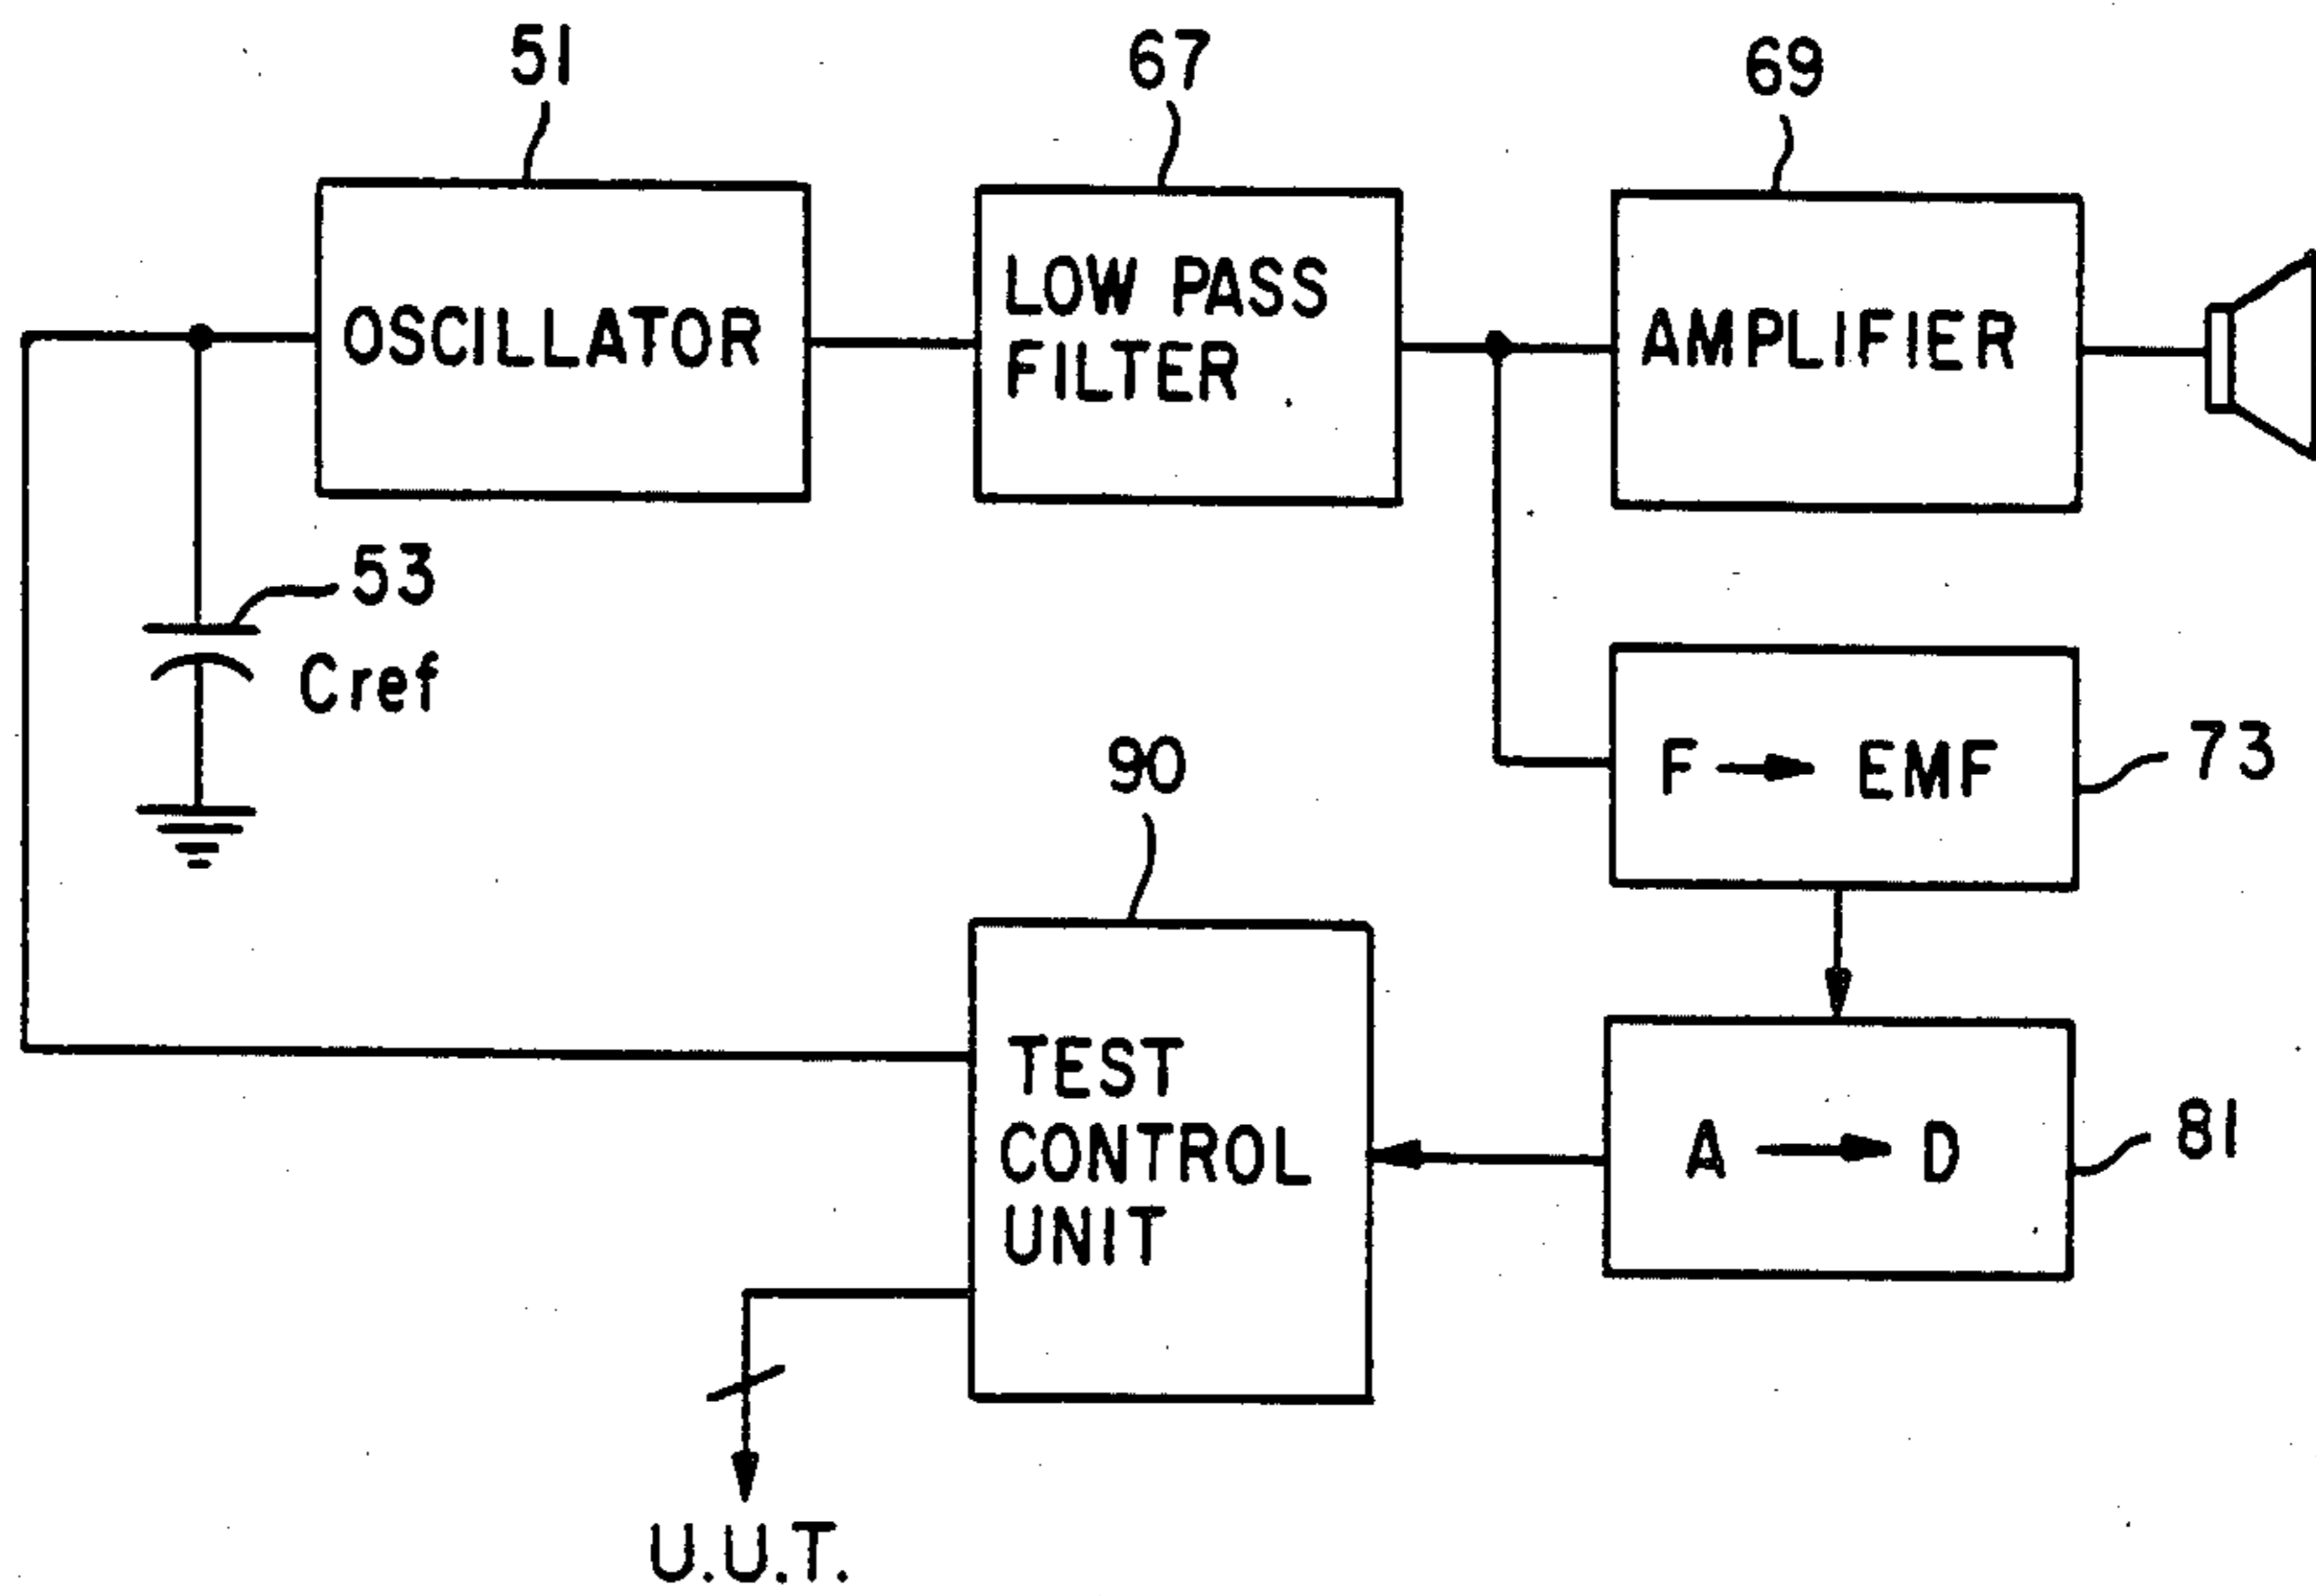 51
67
69
OSCILLATOR
LOW PASS
FILTER
AMPLIFIER
53
Cref
90
F → EMF
73
TEST
CONTROL
UNIT
A → D
81
U.U.T.